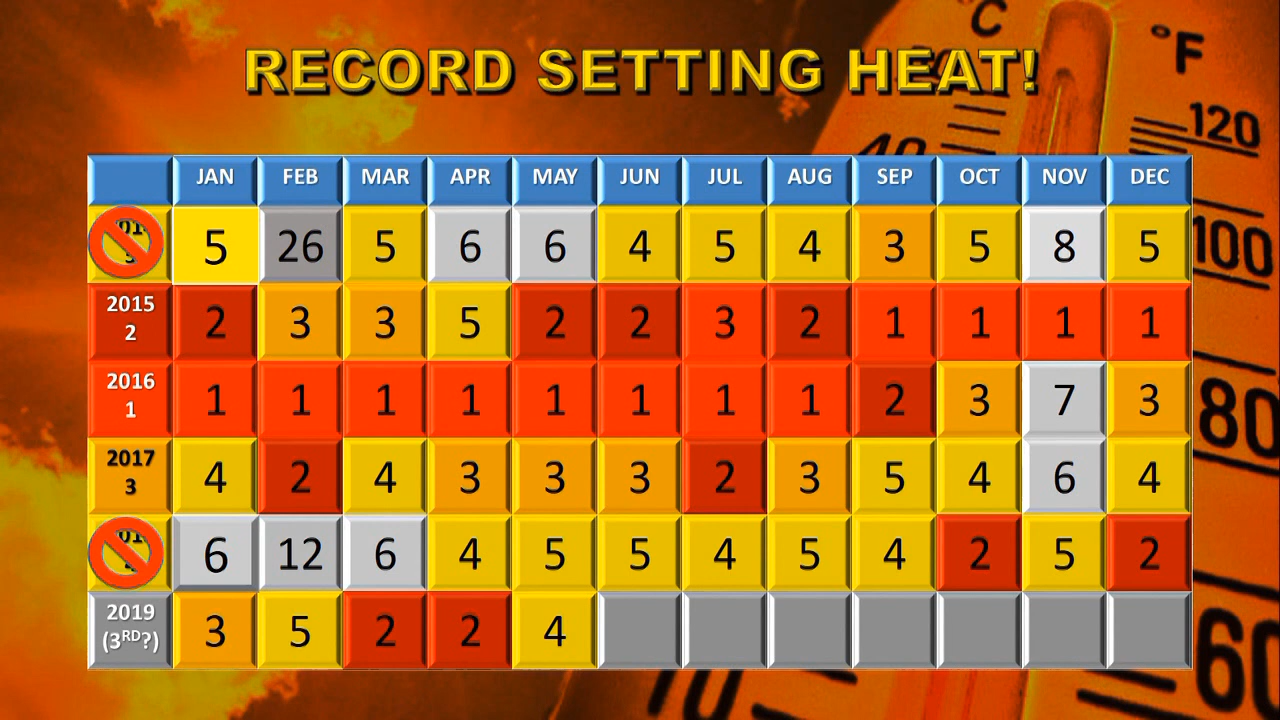 RECORD SETTING HEAT!
°C
°F
120
40
JAN FEB MAR APR MAY JUN JUL AUG SEP OCT NOV DEC
5 26 5 6 6 4 5 4 3 5 8 5
100
2015
2 2 3 3 5 2 2 3 2 1 1 1 1
2016
1 1 1 1 1 1 1 1 1 2 3 7 3
80
2017
3 4 2 4 3 3 3 2 3 5 4 6 4
6 12 6 4 5 5 4 5 4 2 5 2
2019
(3RD?) 3 5 2 2 4
60